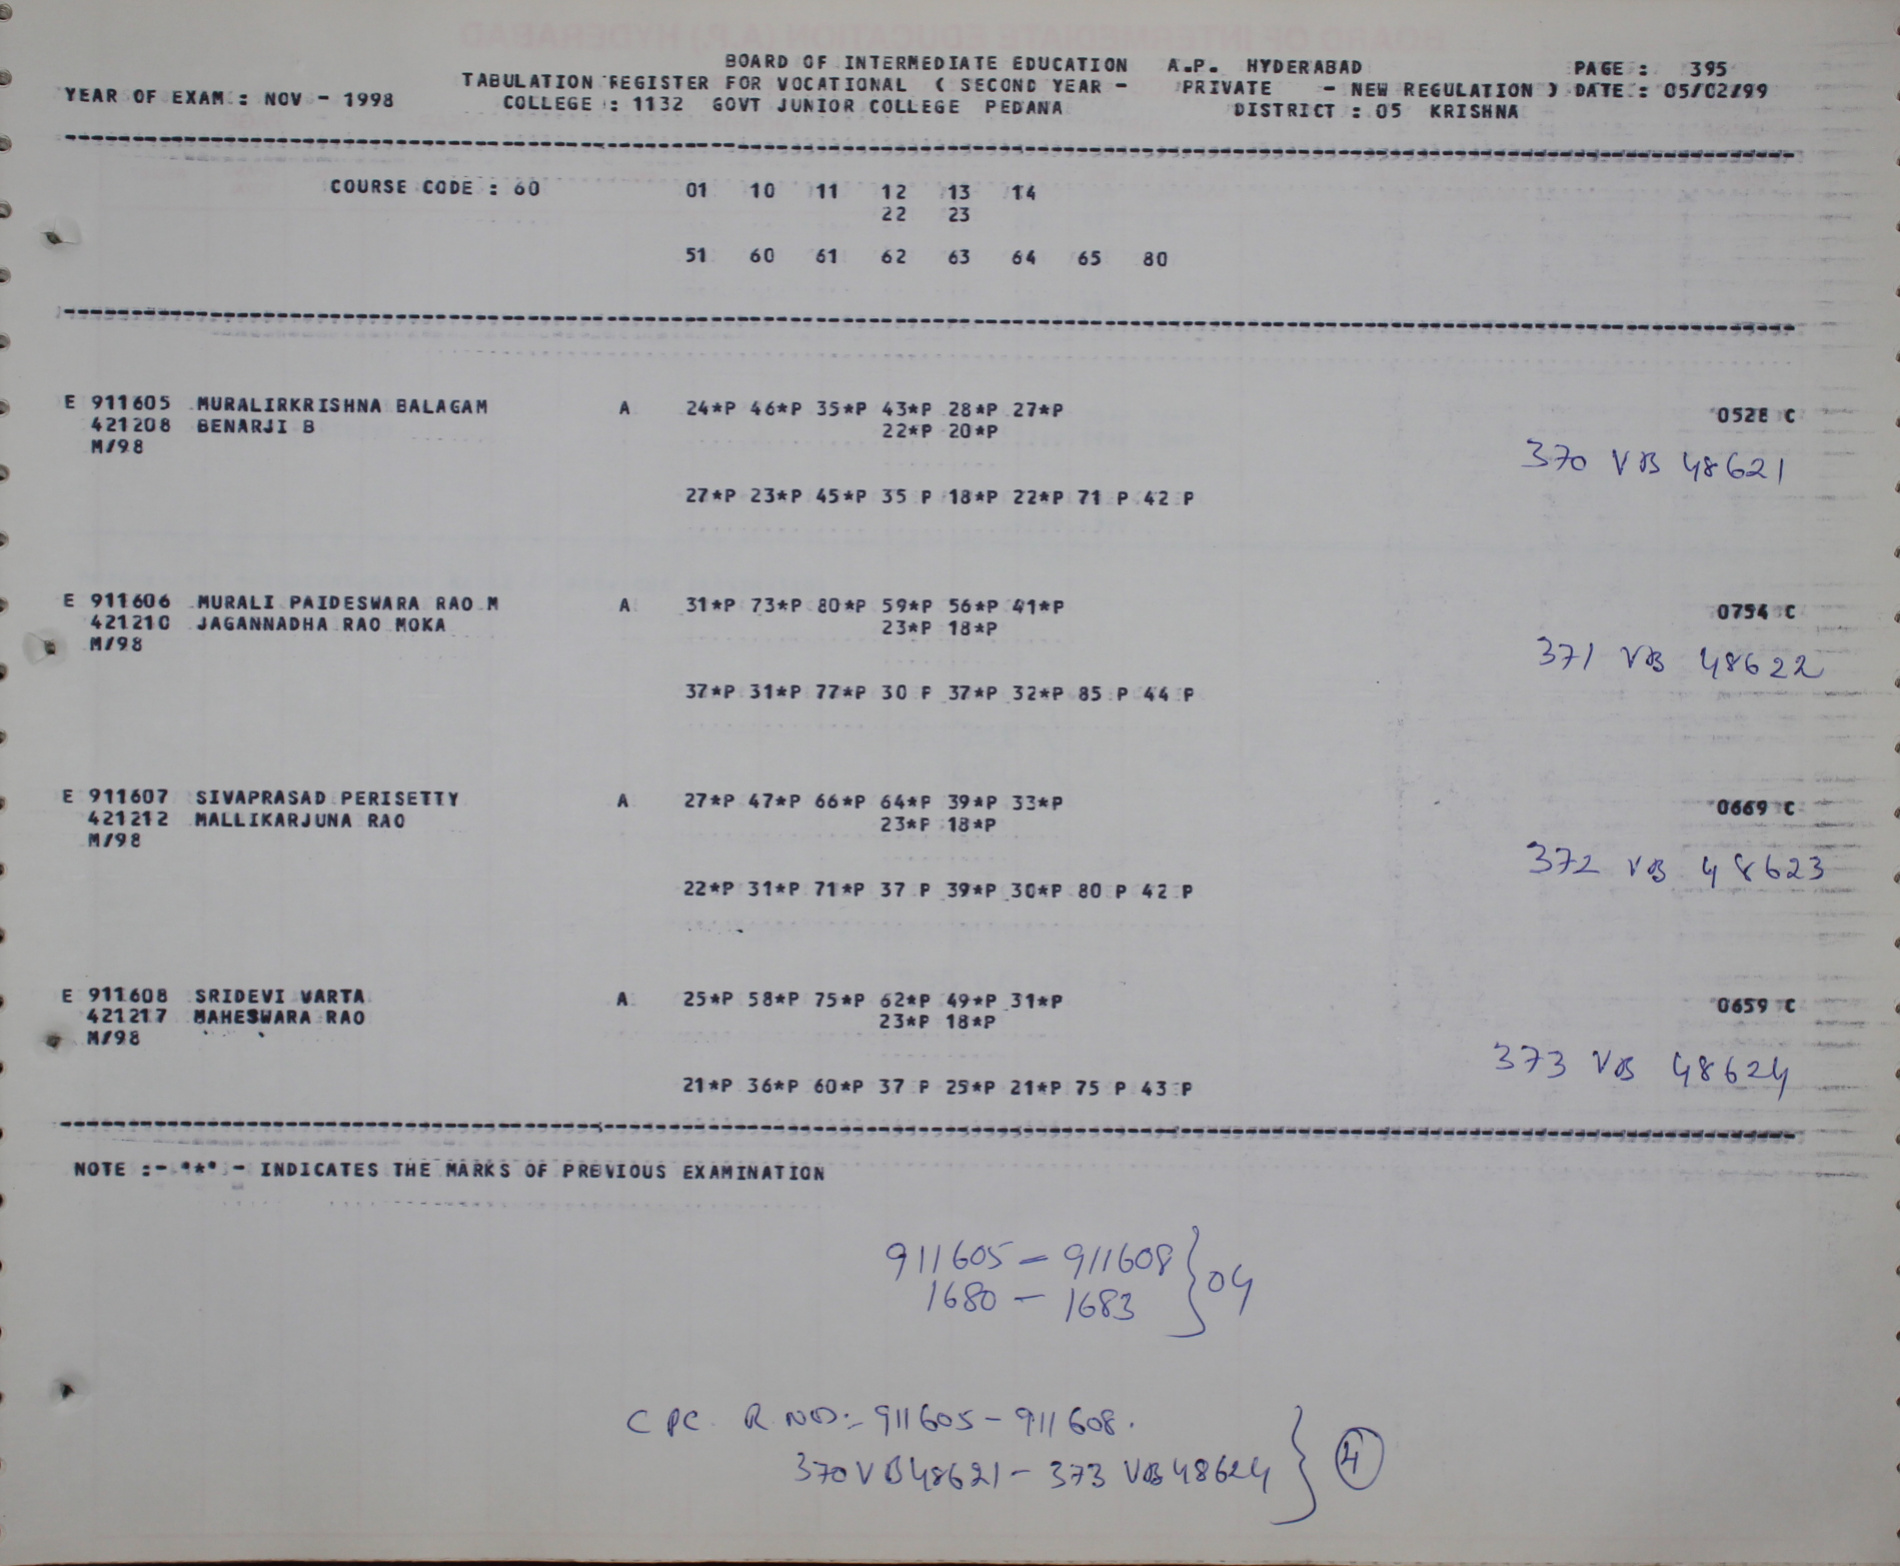 BOARD OF INTERMEDIATE EDUCATION A.P. HYDERABAD PAGE : 395
TABULATION REGISTER FOR VOCATIONAL ( SECOND YEAR - PRIVATE - NEW REGULATION ) DATE : 05/02/99
YEAR OF EXAM : NOV - 1998 COLLEGE : 1132 GOVT JUNIOR COLLEGE PEDANA DISTRICT : 05 KRISHNA
COURSE CODE : 60 01 10 11 12 13 14
22 23
51 60 61 62 63 64 65 80
E 911605 MURALIRKRISHNA BALAGAM A 24*P 46*P 35*P 43*P 28*P 27*P 0528 C
421208 BENARJI B 22*P 20*P
M/98 370 VB 48621
27*P 23*P 45*P 35 P 18*P 22*P 71 P 42 P
E 911606 MURALI PAIDESWARA RAO M A 31*P 73*P 80*P 59*P 56*P 41*P 0754 C
421210 JAGANNADHA RAO MOKA 23*P 18*P
M/98 371 VB 48622
37*P 31*P 77*P 30 P 37*P 32*P 85 P 44 P
E 911607 SIVAPRASAD PERISETTY A 27*P 47*P 66*P 64*P 39*P 33*P 0669 C
421212 MALLIKARJUNA RAO 23*P 18*P
M/98 372 VB 48623
22*P 31*P 71*P 37 P 39*P 30*P 80 P 42 P
E 911608 SRIDEVI VARTA A 25*P 58*P 75*P 62*P 49*P 31*P 0659 C
421217 MAHESWARA RAO 23*P 18*P
M/98 373 VB 48624
21*P 36*P 60*P 37 P 25*P 21*P 75 P 43 P
NOTE :- '*' - INDICATES THE MARKS OF PREVIOUS EXAMINATION
911605 - 911608 } 04
1680 - 1683
CPC R NO:- 911605 - 911608.
370 VB 48621 - 373 VB 48624 } 4